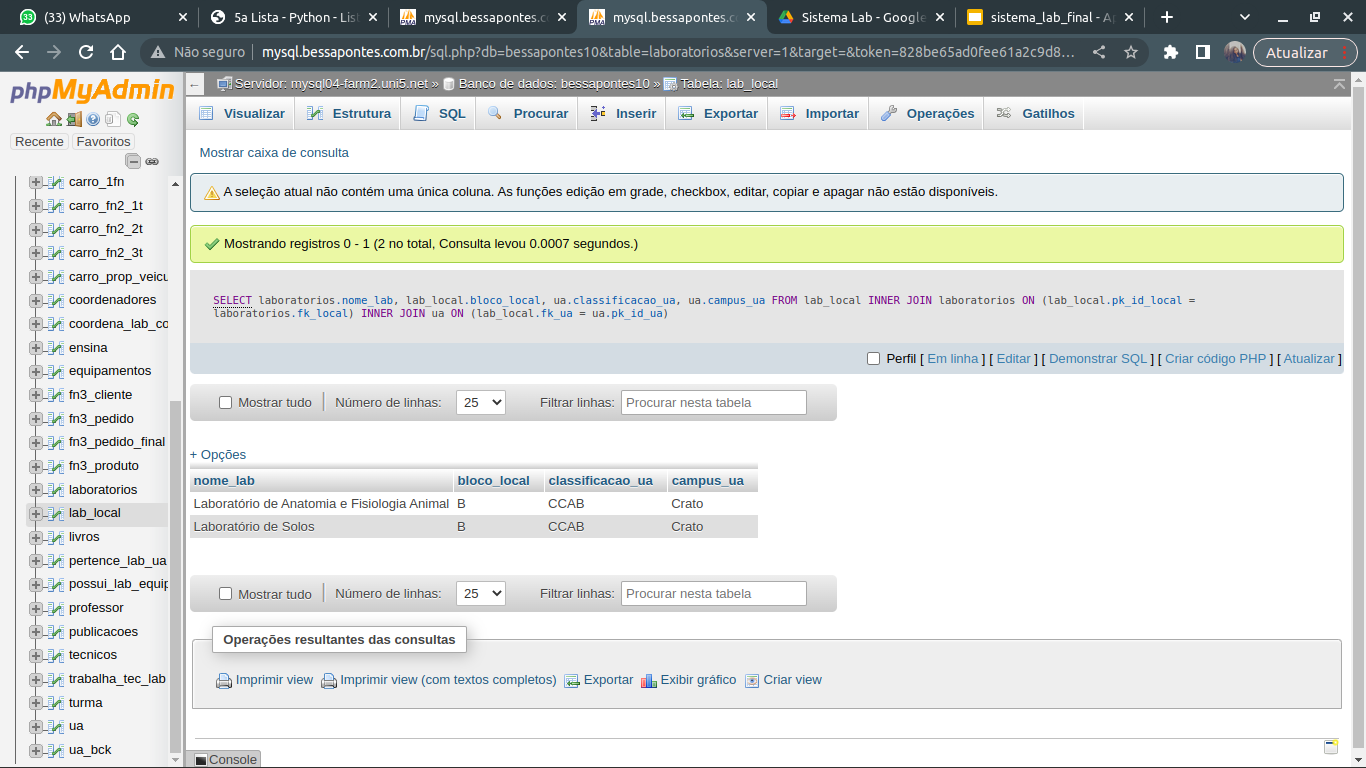 (33) WhatsApp
5a Lista - Python - Lis
mysql.bessapontes.c
mysql.bessapontes.c
Sistema Lab - Google
sistema_lab_final - A
Não seguro
mysql.bessapontes.com.br/sql.php?db=bessapontes10&table=laboratorios&server=1&target=&token=828be65ad0fee61a2c9d8...
Atualizar
phpMyAdmin
Recente Favoritos
carro_1fn
carro_fn2_1t
carro_fn2_2t
carro_fn2_3t
carro_prop_veicu
coordenadores
coordena_lab_co
ensina
equipamentos
fn3_cliente
fn3_pedido
fn3_pedido_final
fn3_produto
laboratorios
lab_local
livros
pertence_lab_ua
possui_lab_equip
professor
publicacoes
tecnicos
trabalha_tec_lab
turma
ua
ua_bck
Servidor: mysql04-farm2.uni5.net » Banco de dados: bessapontes10 » Tabela: lab_local
Visualizar Estrutura SQL Procurar Inserir Exportar Importar Operações Gatilhos
Mostrar caixa de consulta
A seleção atual não contém uma única coluna. As funções edição em grade, checkbox, editar, copiar e apagar não estão disponíveis.
Mostrando registros 0 - 1 (2 no total, Consulta levou 0.0007 segundos.)
SELECT laboratorios.nome_lab, lab_local.bloco_local, ua.classificacao_ua, ua.campus_ua FROM lab_local INNER JOIN laboratorios ON (lab_local.pk_id_local =
laboratorios.fk_local) INNER JOIN ua ON (lab_local.fk_ua = ua.pk_id_ua)
Perfil [ Em linha ] [ Editar ] [ Demonstrar SQL ] [ Criar código PHP ] [ Atualizar ]
Mostrar tudo Número de linhas: 25 Filtrar linhas: Procurar nesta tabela
+ Opções
nome_lab bloco_local classificacao_ua campus_ua
Laboratório de Anatomia e Fisiologia Animal B CCAB Crato
Laboratório de Solos B CCAB Crato
Mostrar tudo Número de linhas: 25 Filtrar linhas: Procurar nesta tabela
Operações resultantes das consultas
Imprimir view Imprimir view (com textos completos) Exportar Exibir gráfico Criar view
Console